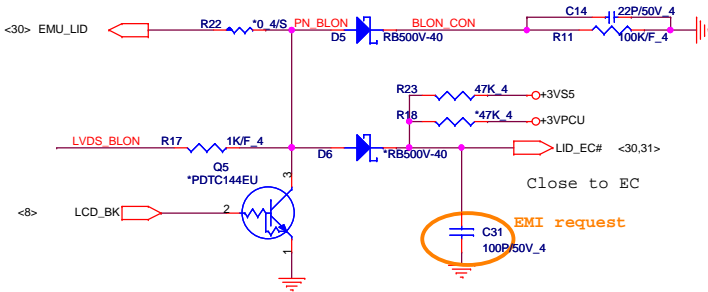 C14 22P/50V_4
<30> EMU_LID R22 *0_4/S PN_BLON BLON_CON
D5 RB500V-40 R11 100K/F_4
R23 47K_4 +3VS5
R18 *47K_4 +3VPCU
LVDS_BLON R17 1K/F_4
D6 *RB500V-40 LID_EC# <30,31>
Q5
*PDTC144EU
3
Close to EC
<8> LCD_BK 2
EMI request
C31
100P/50V_4
1